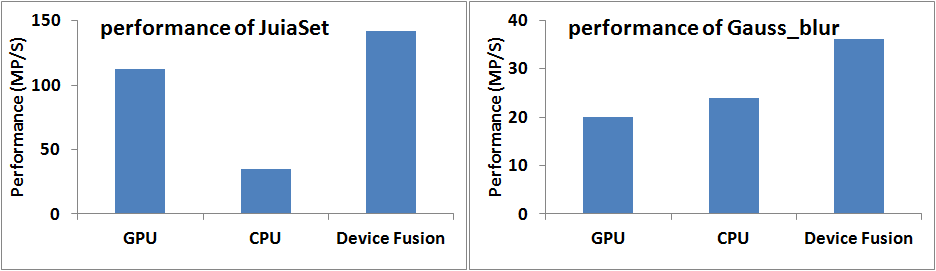 performance of JuiaSet
Performance (MP/S)
150
100
50
0
GPU CPU Device Fusion
performance of Gauss_blur
Performance (MP/S)
40
30
20
10
0
GPU CPU Device Fusion